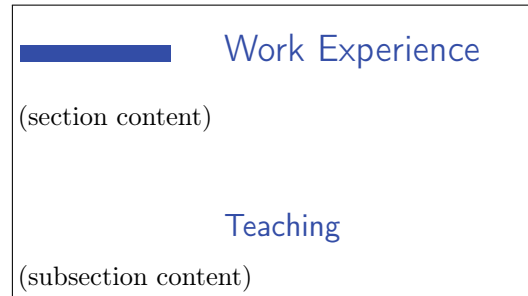 Work Experience
(section content)
Teaching
(subsection content)